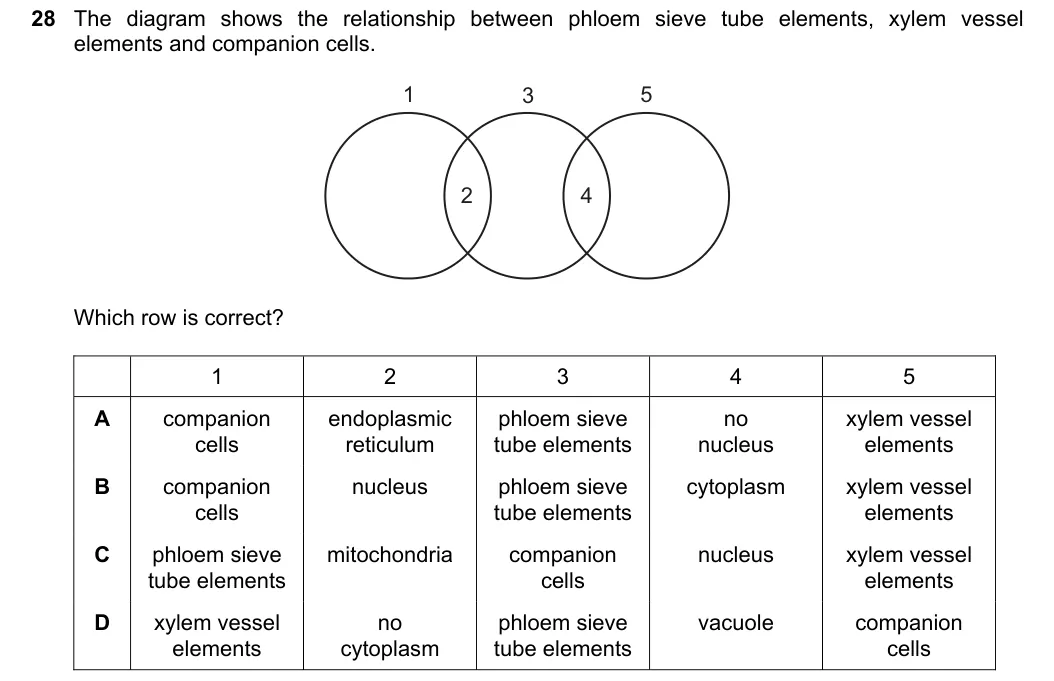 28 The diagram shows the relationship between phloem sieve tube elements, xylem vessel
elements and companion cells.
1 3 5
2 4
Which row is correct?
1 2 3 4 5
A companion endoplasmic phloem sieve no xylem vessel
cells reticulum tube elements nucleus elements
B companion nucleus phloem sieve cytoplasm xylem vessel
cells tube elements elements
C phloem sieve mitochondria companion nucleus xylem vessel
tube elements cells elements
D xylem vessel no phloem sieve vacuole companion
elements cytoplasm tube elements cells